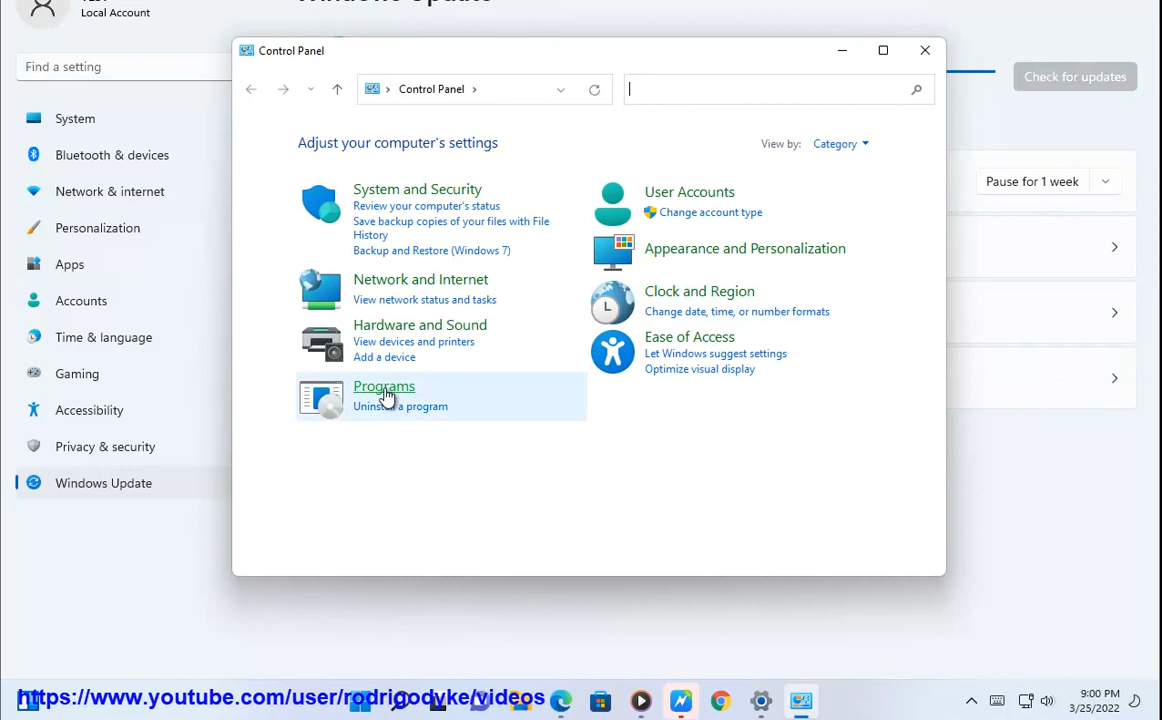 Local Account
Find a setting
System
Bluetooth & devices
Network & internet
Personalization
Apps
Accounts
Time & language
Gaming
Accessibility
Privacy & security
Windows Update
Control Panel
Control Panel
Adjust your computer's settings
View by:
Category
System and Security
Review your computer's status
Save backup copies of your files with File
History
Backup and Restore (Windows 7)
Network and Internet
View network status and tasks
Hardware and Sound
View devices and printers
Add a device
Programs
Uninstall a program
User Accounts
Change account type
Appearance and Personalization
Clock and Region
Change date, time, or number formats
Ease of Access
Let Windows suggest settings
Optimize visual display
Check for updates
Pause for 1 week
https://www.youtube.com/user/rodrigodyke/videos
9:00 PM
3/25/2022